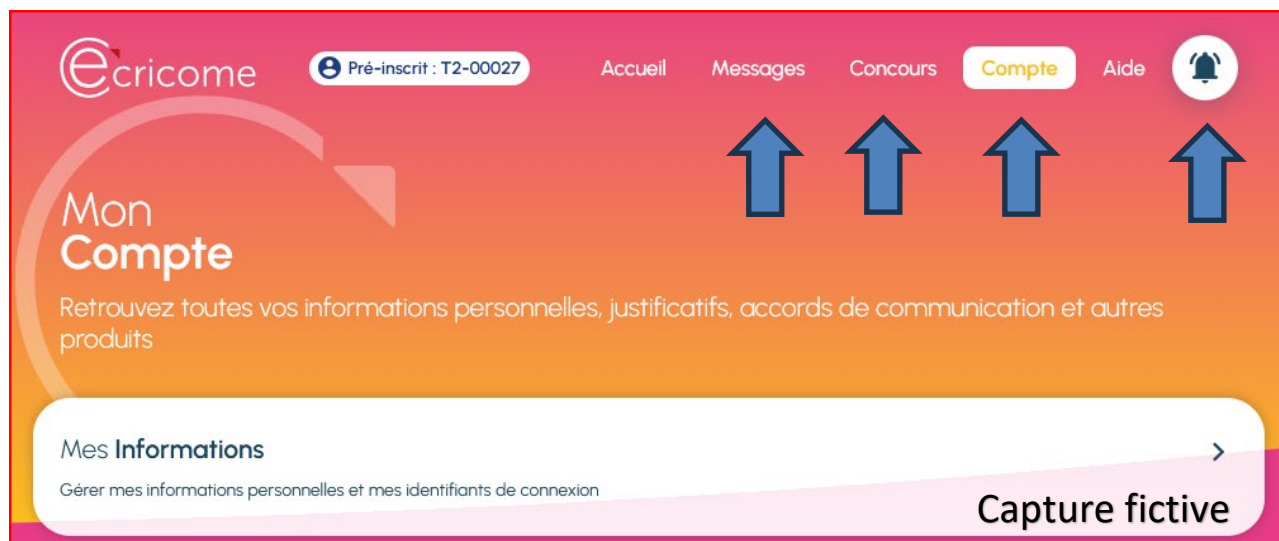 Ecricome
Pré-inscrit : T2-00027
Accueil
Messages
Concours
Compte
Aide
Mon
Compte
Retrouvez toutes vos informations personnelles, justificatifs, accords de communication et autres
produits
Mes Informations
Gérer mes informations personnelles et mes identifiants de connexion
Capture fictive